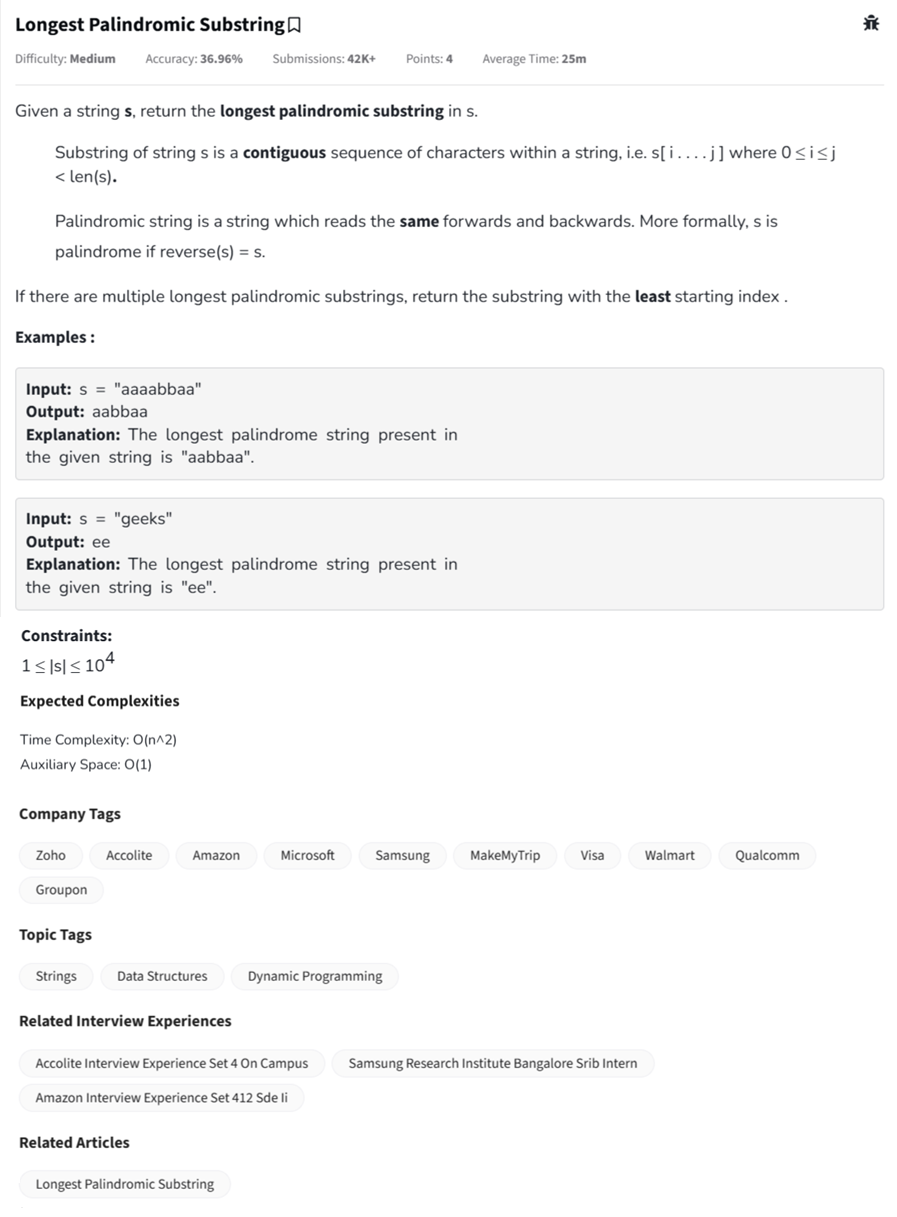 Longest Palindromic Substring
Difficulty: Medium Accuracy: 36.96% Submissions: 42K+ Points: 4 Average Time: 25m
Given a string s, return the longest palindromic substring in s.
Substring of string s is a contiguous sequence of characters within a string, i.e. s[ i . . . . j ] where 0 ≤ i ≤ j
< len(s).
Palindromic string is a string which reads the same forwards and backwards. More formally, s is
palindrome if reverse(s) = s.
If there are multiple longest palindromic substrings, return the substring with the least starting index .
Examples :
Input: s = "aaaabbaa"
Output: aabbaa
Explanation: The longest palindrome string present in
the given string is "aabbaa".
Input: s = "geeks"
Output: ee
Explanation: The longest palindrome string present in
the given string is "ee".
Constraints:
1 ≤ |s| ≤ 10^4
Expected Complexities
Time Complexity: O(n^2)
Auxiliary Space: O(1)
Company Tags
Zoho Accolite Amazon Microsoft Samsung MakeMyTrip Visa Walmart Qualcomm
Groupon
Topic Tags
Strings Data Structures Dynamic Programming
Related Interview Experiences
Accolite Interview Experience Set 4 On Campus Samsung Research Institute Bangalore Srib Intern
Amazon Interview Experience Set 412 Sde Ii
Related Articles
Longest Palindromic Substring